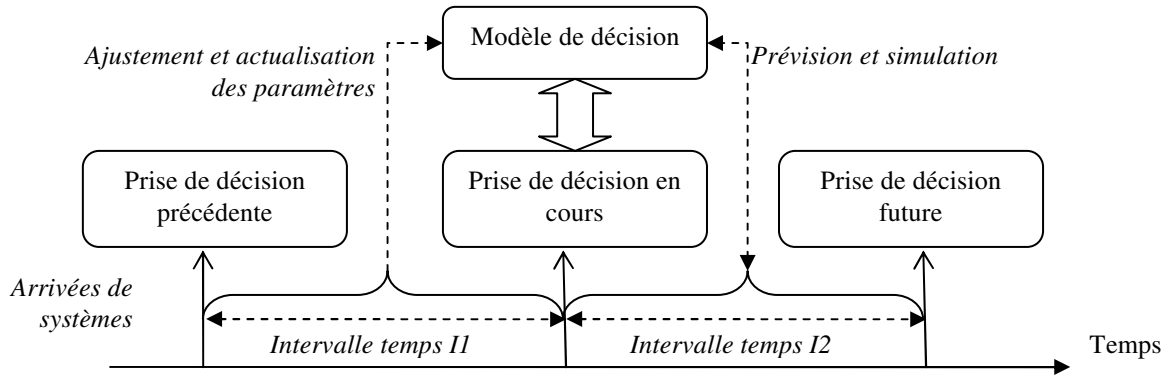 Modèle de décision
Ajustement et actualisation
des paramètres
Prévision et simulation
Prise de décision
précédente
Prise de décision en
cours
Prise de décision
future
Arrivées de
systèmes
Intervalle temps I1
Intervalle temps I2
Temps